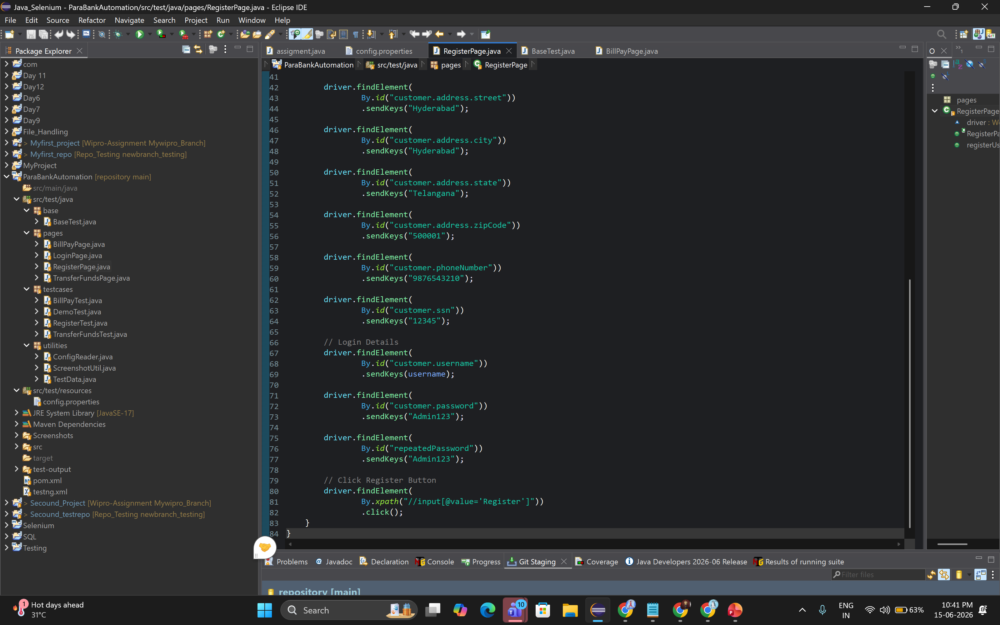 Java_Selenium - ParaBankAutomation/src/test/java/pages/RegisterPage.java - Eclipse IDE
File Edit Source Refactor Navigate Search Project Run Window Help
Package Explorer
com
Day 11
Day12
Day6
Day7
Day9
File_Handling
> Myfirst_project [Wipro-Assignment Mywipro_Branch]
> Myfirst_repo [Repo_Testing newbranch_testing]
MyProject
ParaBankAutomation [repository main]
src/main/java
src/test/java
base
BaseTest.java
pages
BillPayPage.java
LoginPage.java
RegisterPage.java
TransferFundsPage.java
testcases
BillPayTest.java
DemoTest.java
RegisterTest.java
TransferFundsTest.java
utilities
ConfigReader.java
ScreenshotUtil.java
TestData.java
src/test/resources
config.properties
JRE System Library [JavaSE-17]
Maven Dependencies
Screenshots
src
target
test-output
pom.xml
testng.xml
> Secound_Project [Wipro-Assignment Mywipro_Branch]
> Secound_testrepo [Repo_Testing newbranch_testing]
Selenium
SQL
Testing
assigment.java config.properties RegisterPage.java BaseTest.java BillPayPage.java
ParaBankAutomation src/test/java pages RegisterPage
41
42 driver.findElement(
43 By.id("customer.address.street"))
44 .sendKeys("Hyderabad");
45
46 driver.findElement(
47 By.id("customer.address.city"))
48 .sendKeys("Hyderabad");
49
50 driver.findElement(
51 By.id("customer.address.state"))
52 .sendKeys("Telangana");
53
54 driver.findElement(
55 By.id("customer.address.zipCode"))
56 .sendKeys("500001");
57
58 driver.findElement(
59 By.id("customer.phoneNumber"))
60 .sendKeys("9876543210");
61
62 driver.findElement(
63 By.id("customer.ssn"))
64 .sendKeys("12345");
65
66 // Login Details
67 driver.findElement(
68 By.id("customer.username"))
69 .sendKeys(username);
70
71 driver.findElement(
72 By.id("customer.password"))
73 .sendKeys("Admin123");
74
75 driver.findElement(
76 By.id("repeatedPassword"))
77 .sendKeys("Admin123");
78
79 // Click Register Button
80 driver.findElement(
81 By.xpath("//input[@value='Register']"))
82 .click();
83 }
84 }
O
pages
RegisterPage
driver : W
RegisterPa
registerUs
Problems Javadoc Declaration Console Progress Git Staging Coverage Java Developers 2026-06 Release Results of running suite
Filter files
repository [main]
1
Hot days ahead
31°C
Search
10
ENG
IN
63%
10:41 PM
15-06-2026